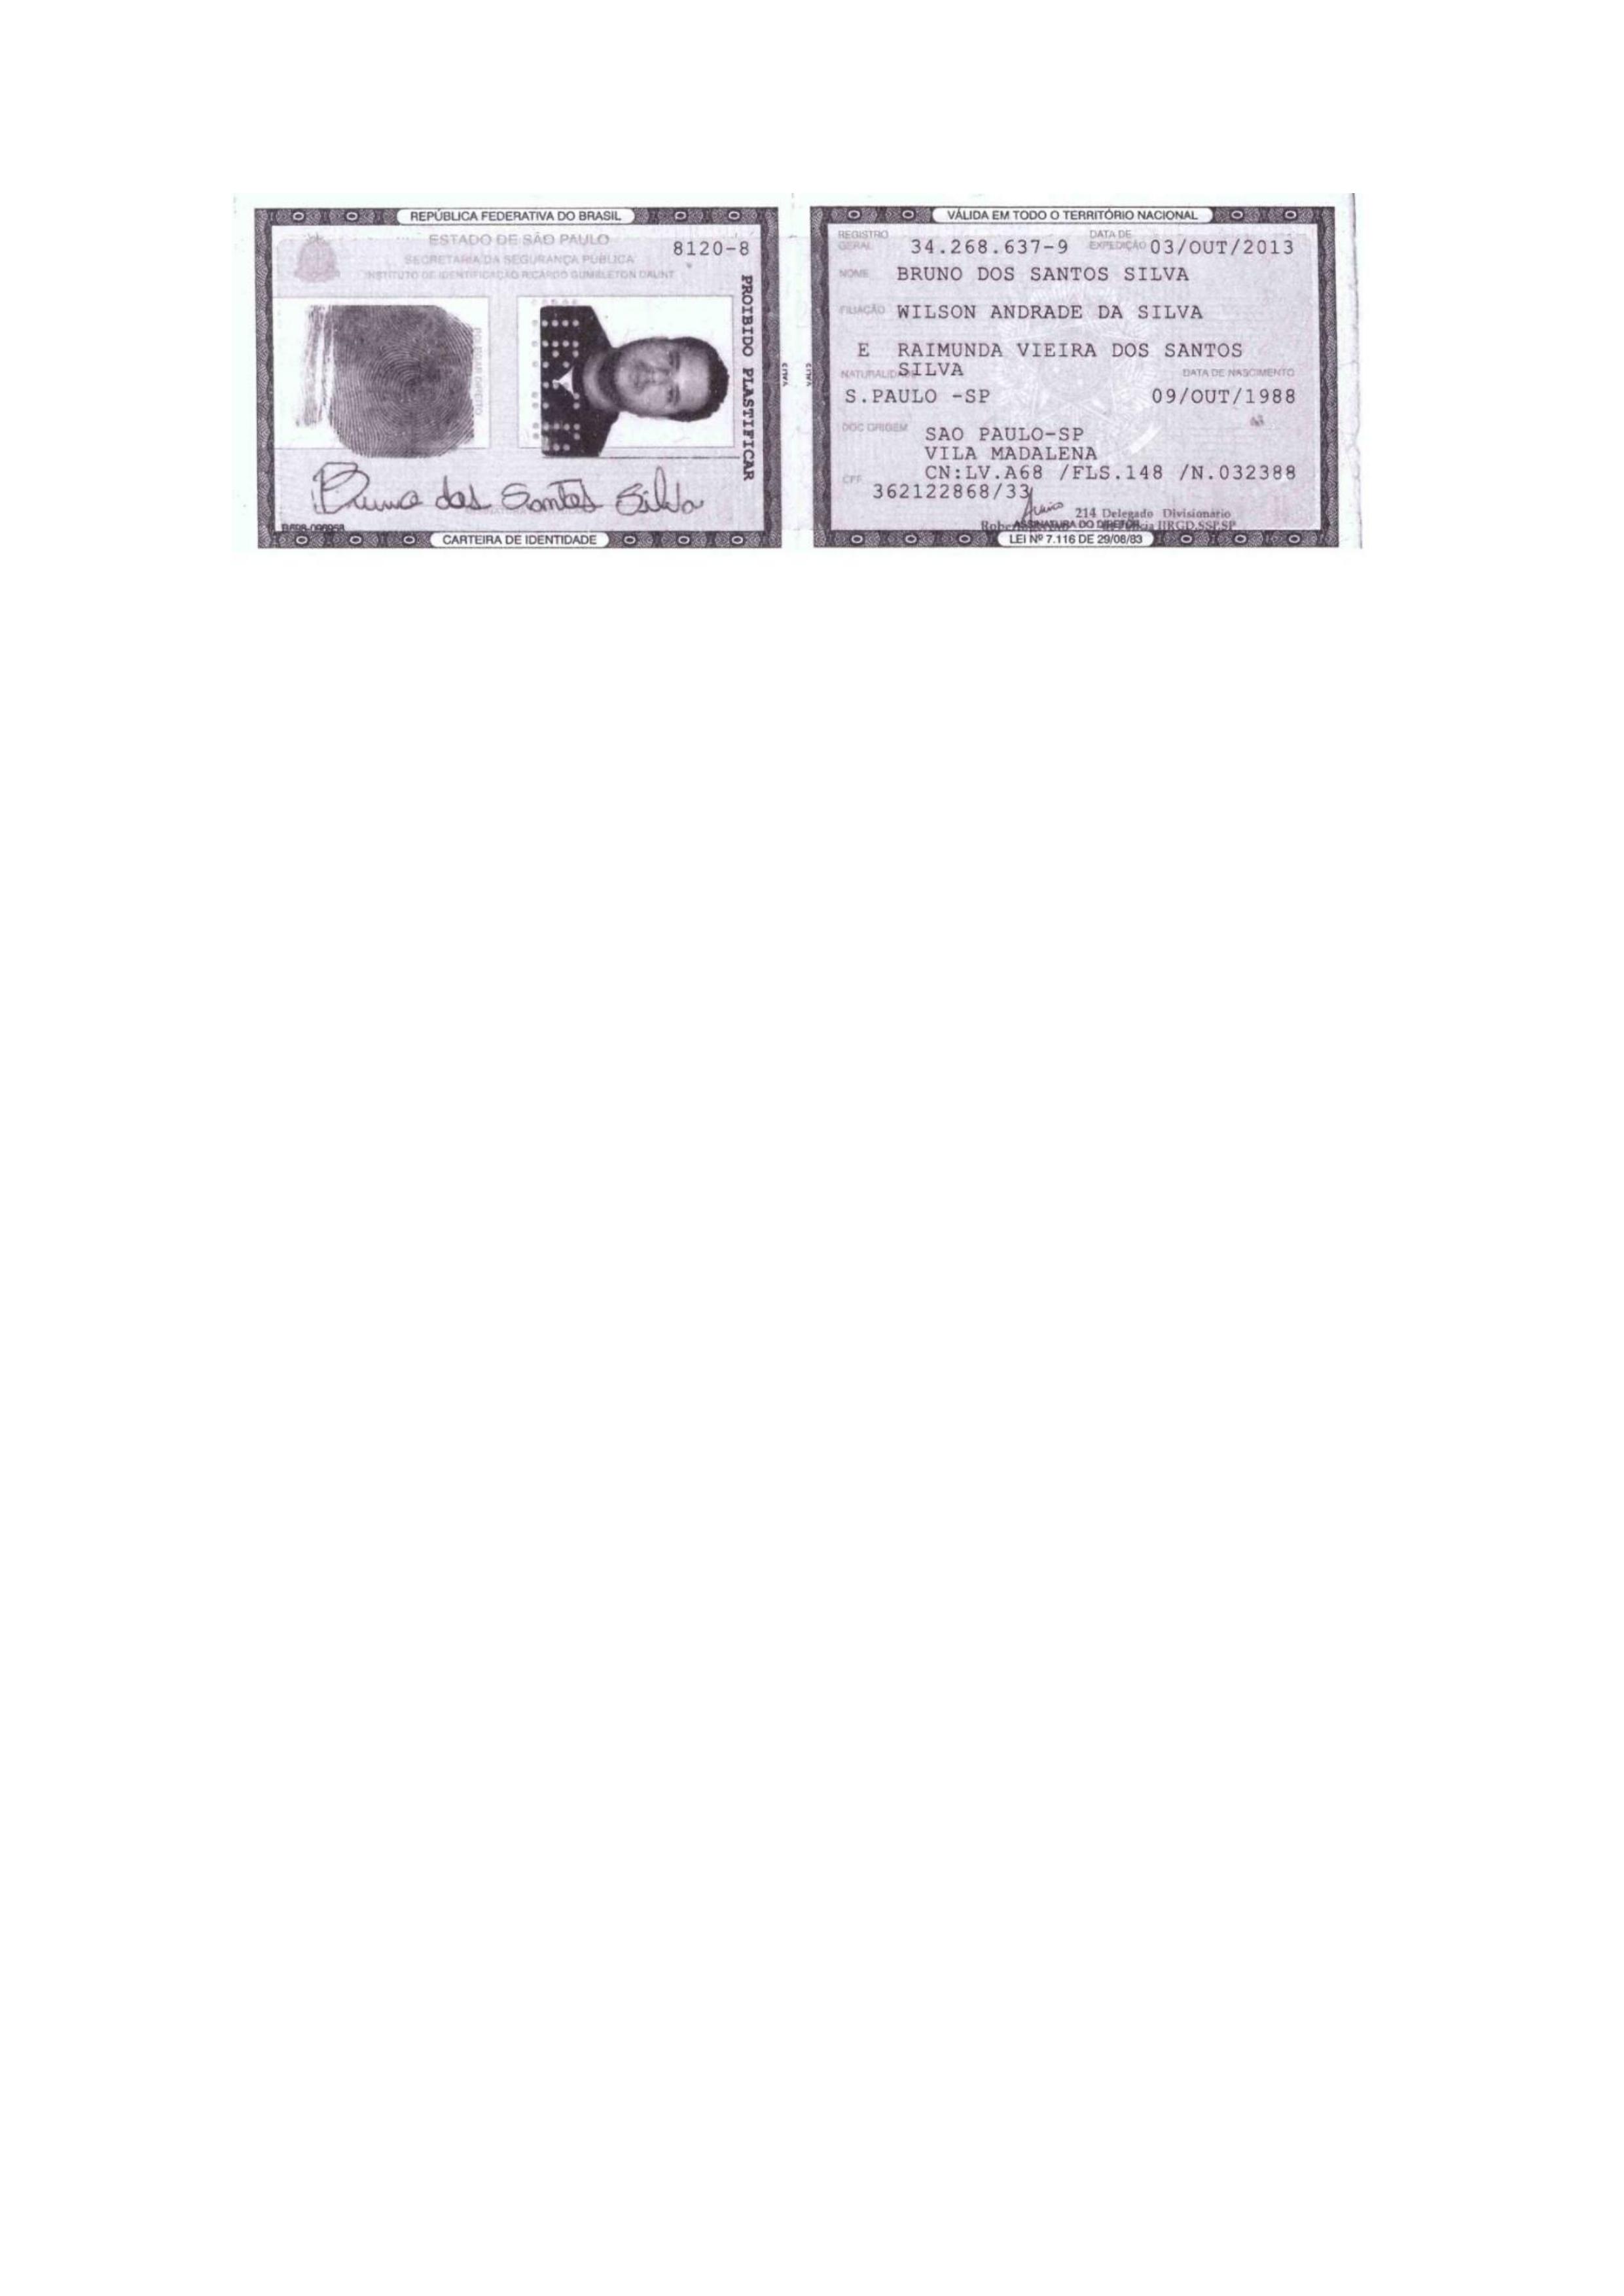 REPÚBLICA FEDERATIVA DO BRASIL
ESTADO DE SÃO PAULO
8120-8
SECRETARIA DA SEGURANÇA PÚBLICA
INSTITUTO DE IDENTIFICAÇÃO RICARDO GUMBLETON DAUNT
POLEGAR DIREITO
PROIBIDO PLASTIFICAR
Bruno dos Santos Silva
CARTEIRA DE IDENTIDADE
VÁLIDA EM TODO O TERRITÓRIO NACIONAL
REGISTRO GERAL 34.268.637-9 DATA DE EXPEDIÇÃO 03/OUT/2013
NOME BRUNO DOS SANTOS SILVA
FILIAÇÃO WILSON ANDRADE DA SILVA
E RAIMUNDA VIEIRA DOS SANTOS
SILVA
NATURALIDADE DATA DE NASCIMENTO
S.PAULO -SP 09/OUT/1988
DOC ORIGEM SAO PAULO-SP
VILA MADALENA
CN:LV.A68 /FLS.148 /N.032388
CPF 362122868/33
214 Delegado Divisionário
ASSINATURA DO DIRETOR IIRGD.SSP.SP
LEI Nº 7.116 DE 29/08/83